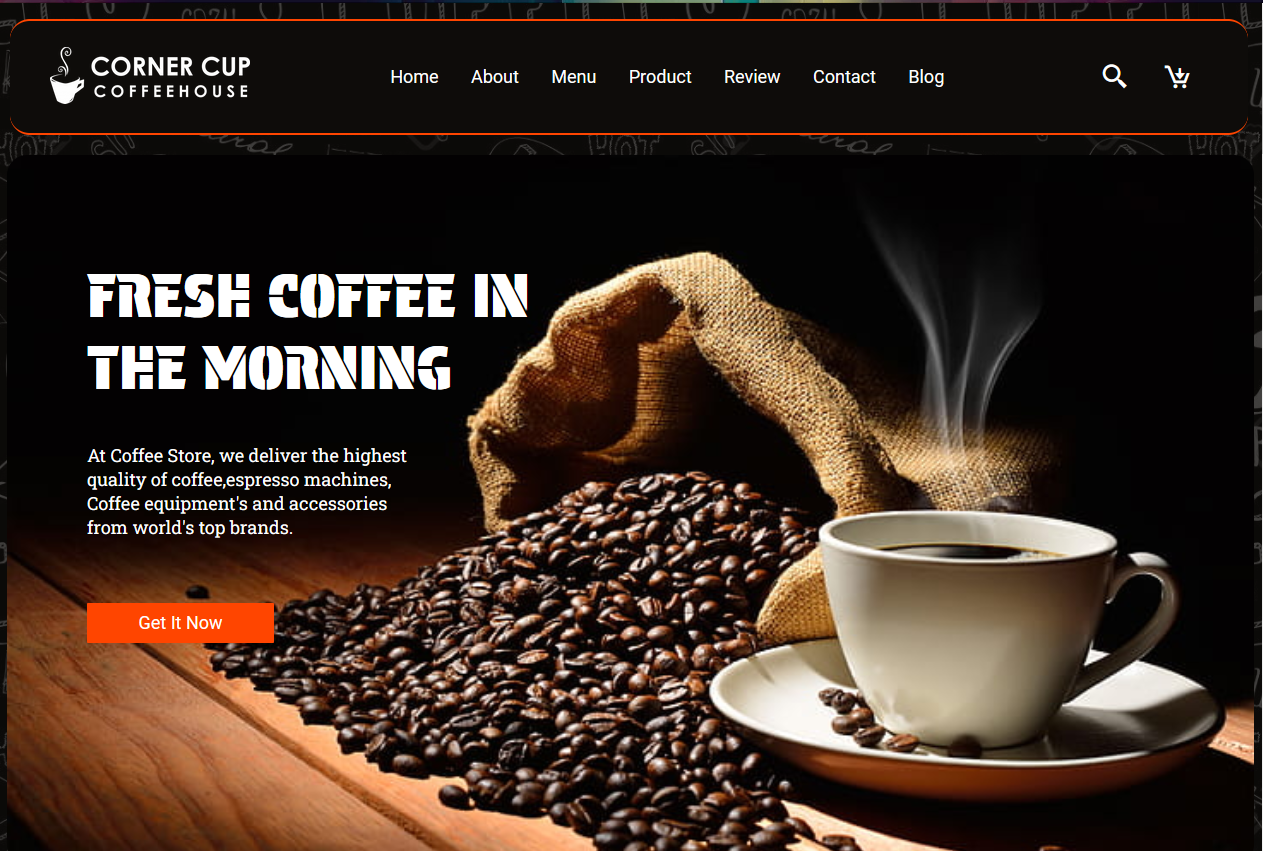 CORNER CUP
COFFEEHOUSE
Home About Menu Product Review Contact Blog
HOT
FRESH COFFEE IN
THE MORNING
At Coffee Store, we deliver the highest
quality of coffee,espresso machines,
Coffee equipment's and accessories
from world's top brands.
Get It Now